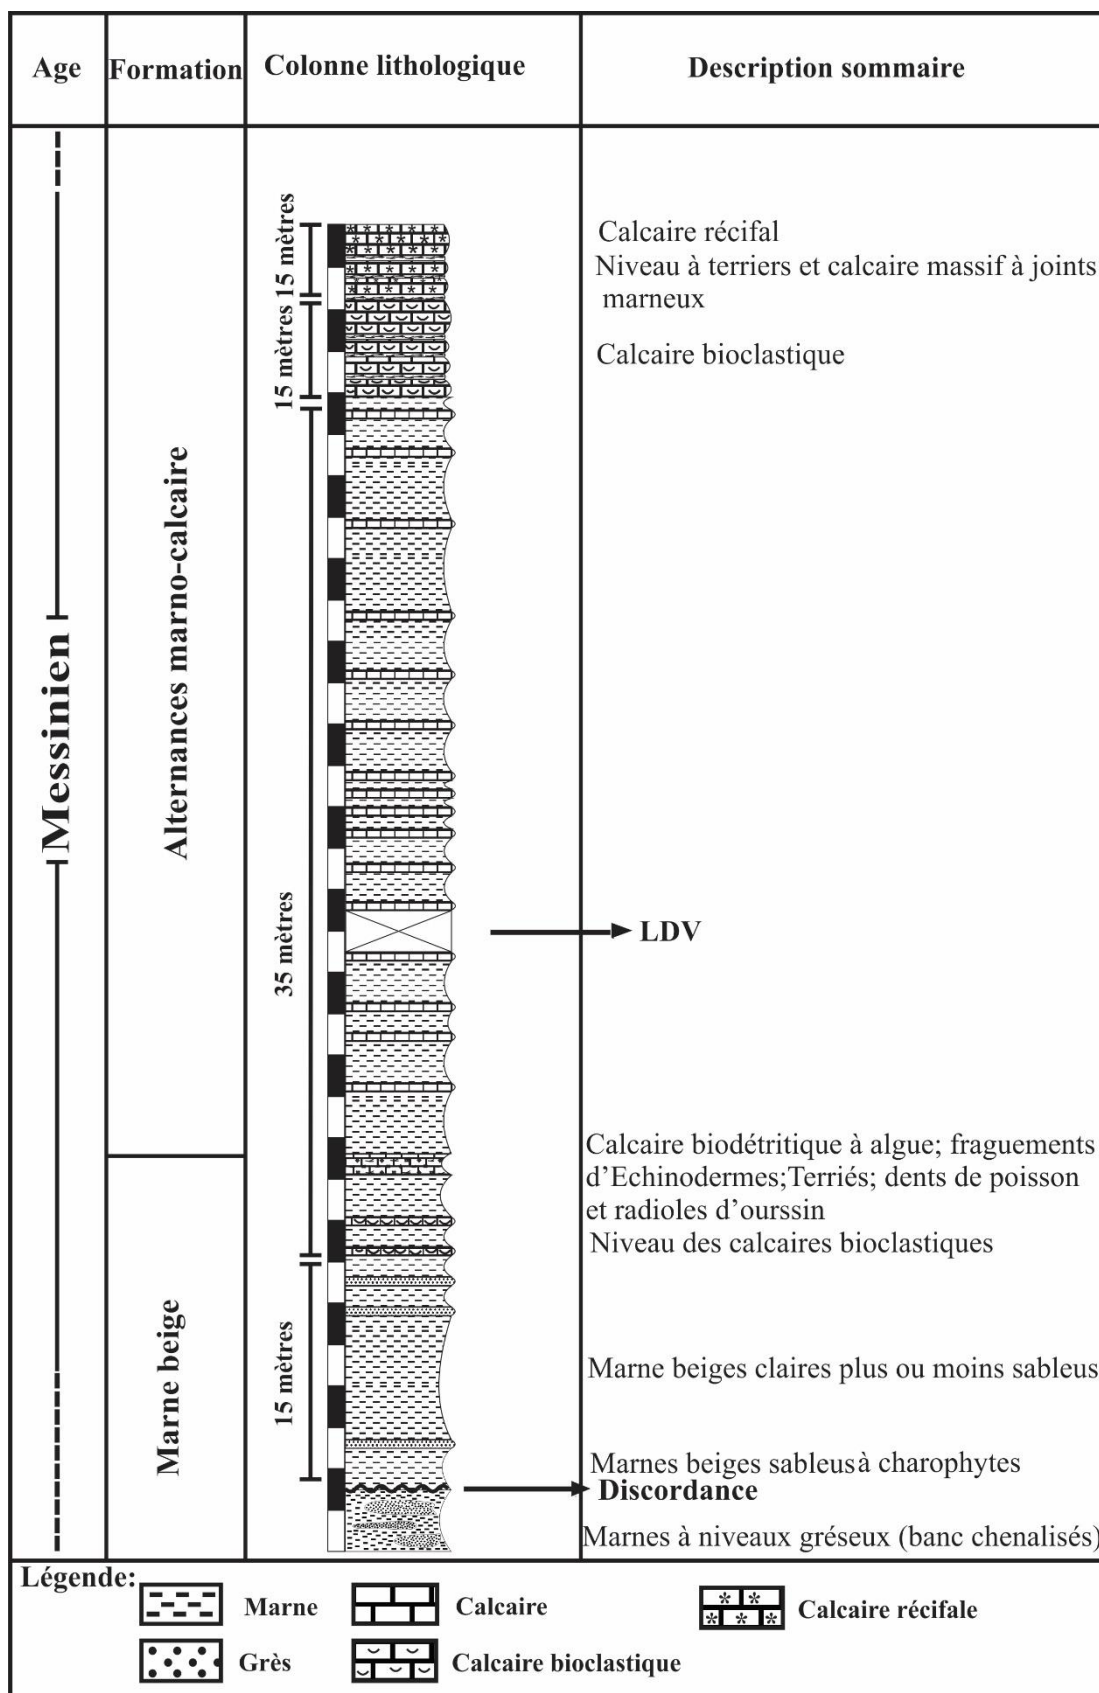 Age
Formation
Colonne lithologique
Description sommaire
Messinien
Alternances marno-calcaire
Marne beige
15 mètres
15 mètres
35 mètres
15 mètres
Calcaire récifal
Niveau à terriers et calcaire massif à joints
marneux
Calcaire bioclastique
LDV
Calcaire biodétritique à algue; fraguements
d'Echinodermes;Terriés; dents de poisson
et radioles d'ourssin
Niveau des calcaires bioclastiques
Marne beiges claires plus ou moins sableus
Marnes beiges sableus à charophytes
Discordance
Marnes à niveaux gréseux (banc chenalisés)
Légende:
Marne
Calcaire
Calcaire récifale
Grès
Calcaire bioclastique